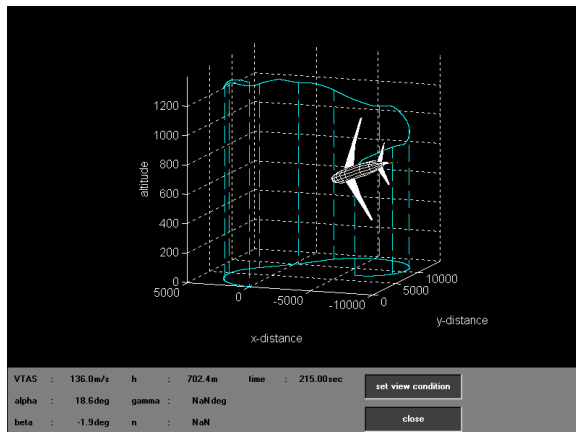 1200
1000
800
600
400
200
0
altitude
5000
0
-5000
-10000
0
5000
10000
x-distance
y-distance
VTAS : 136.0m/s h : 702.4m time : 215.00sec
alpha : 18.6deg gamma : NaNdeg
beta : -1.9deg n : NaN
set view condition
close